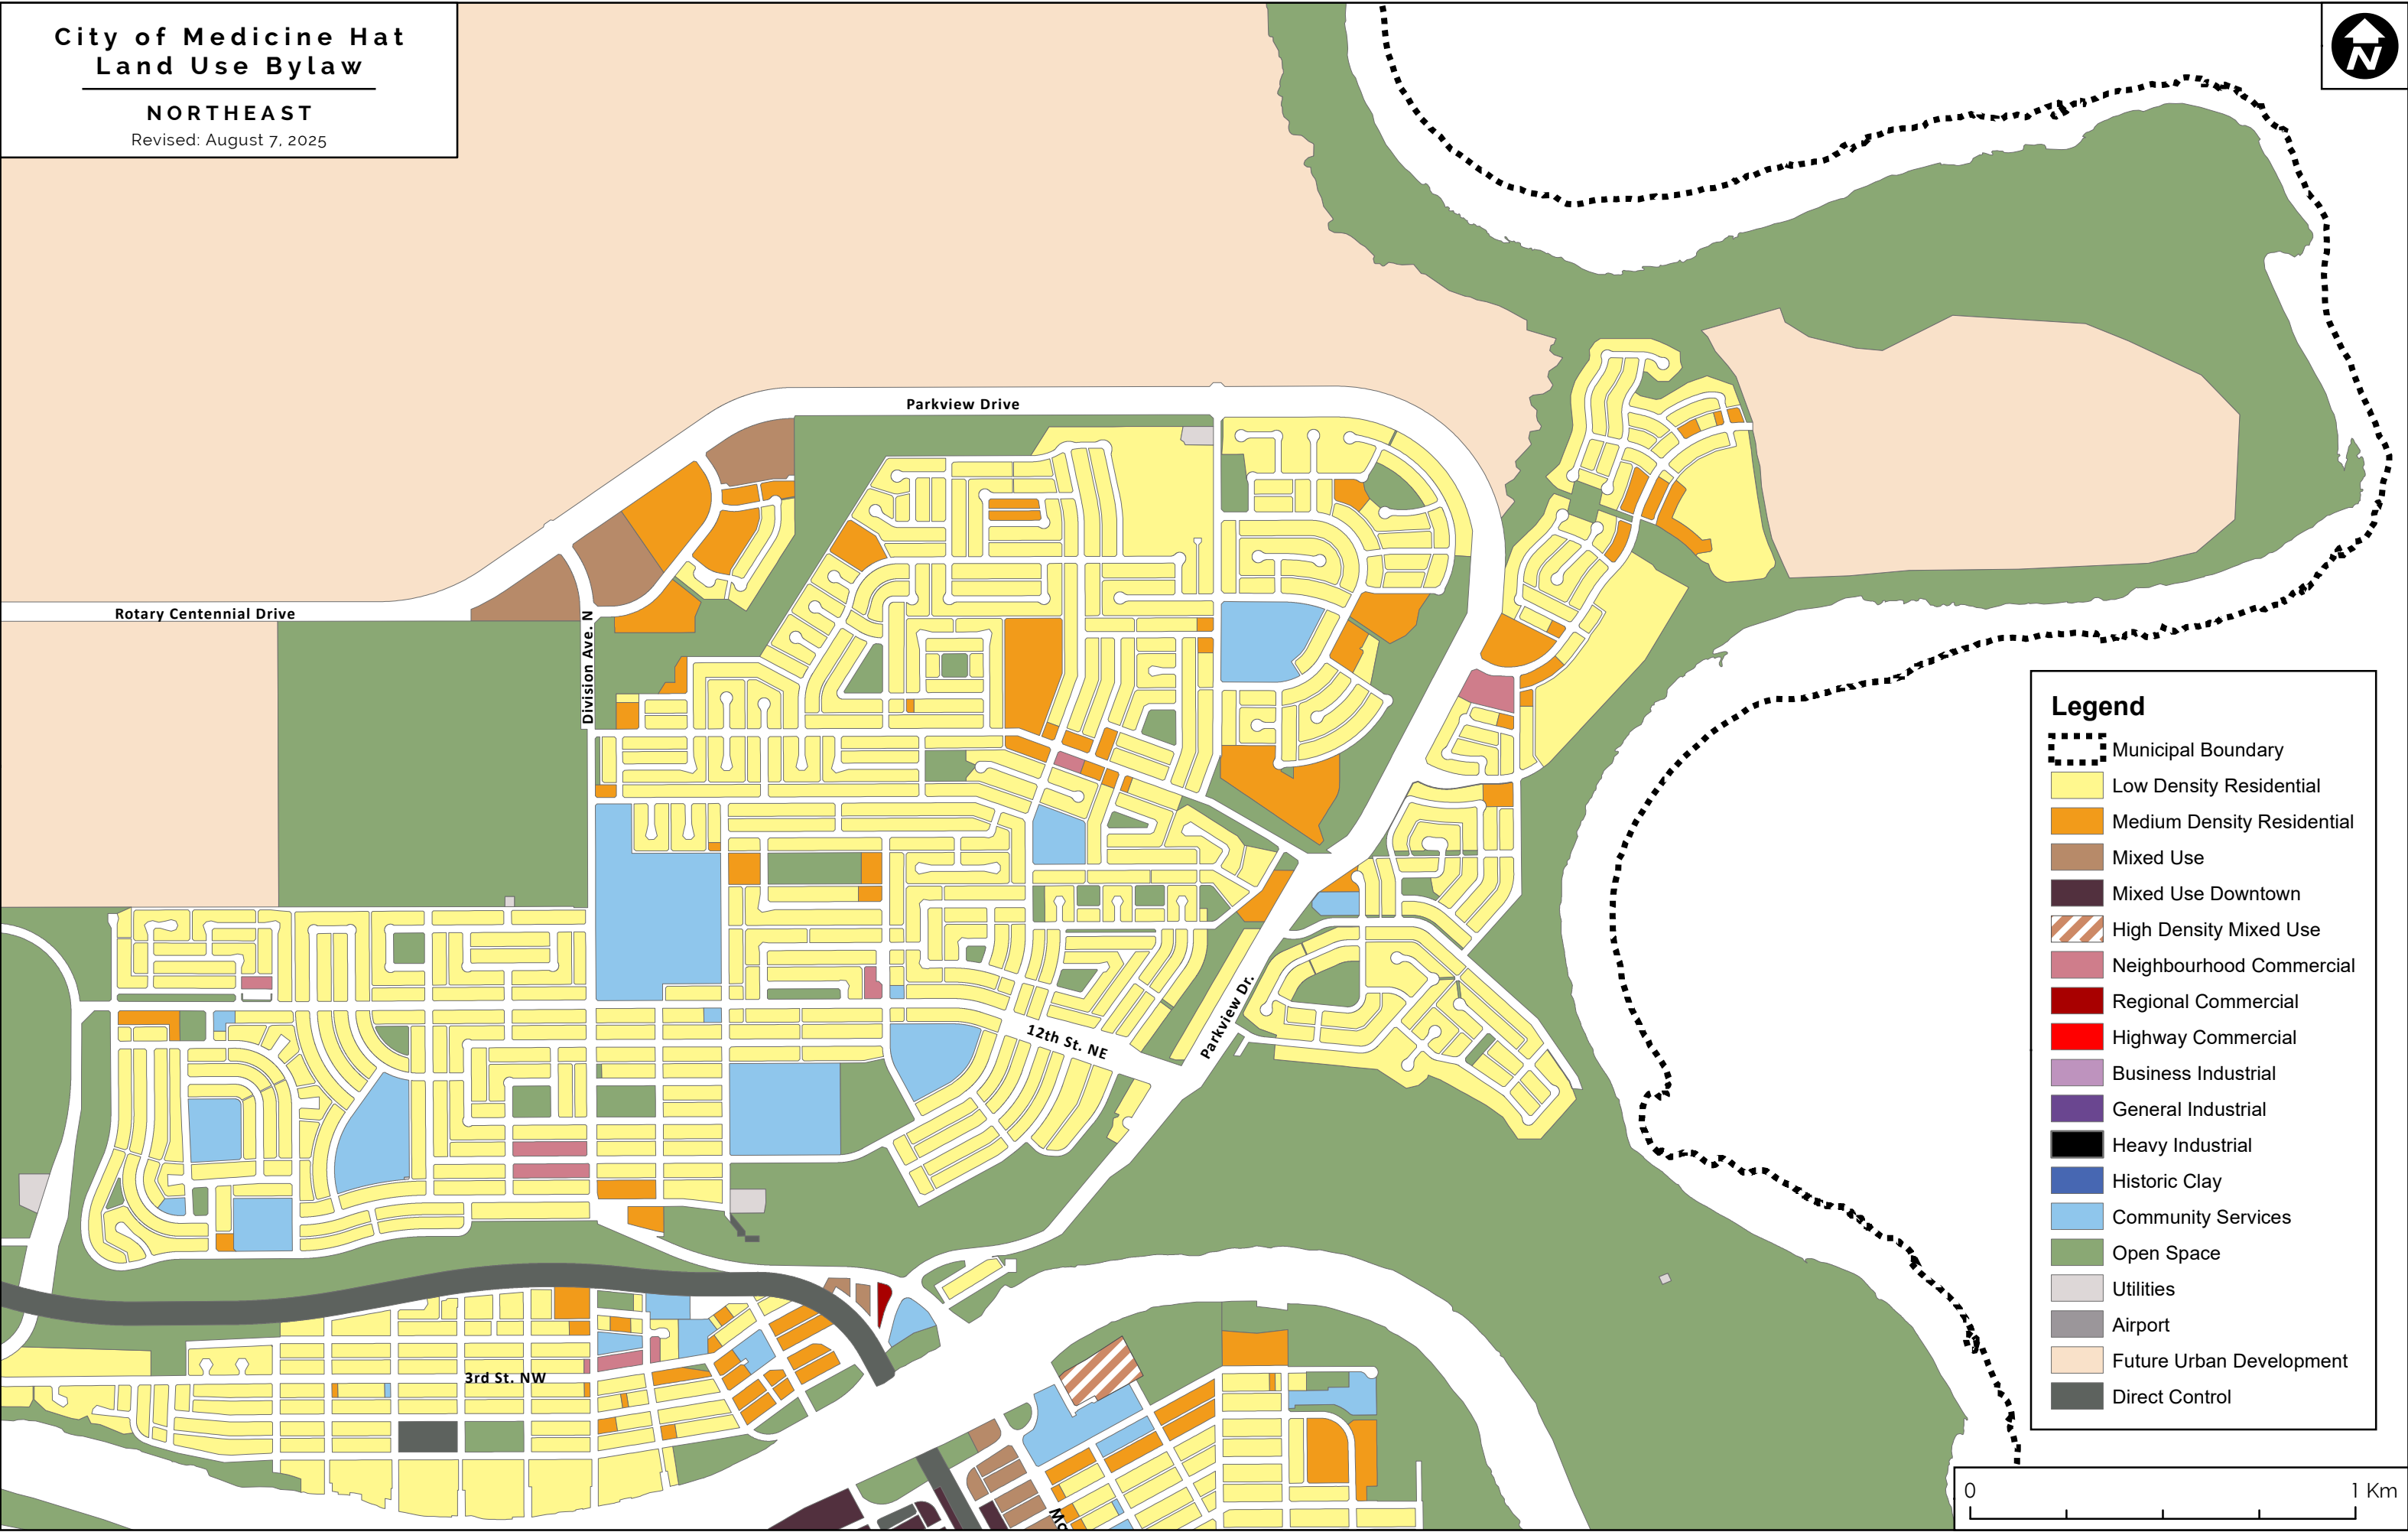 City of Medicine Hat
Land Use Bylaw
NORTHEAST
Revised: August 7, 2025
N
Parkview Drive
Rotary Centennial Drive
Division Ave. N
12th St. NE
Parkview Dr.
3rd St. NW
Legend
Municipal Boundary
Low Density Residential
Medium Density Residential
Mixed Use
Mixed Use Downtown
High Density Mixed Use
Neighbourhood Commercial
Regional Commercial
Highway Commercial
Business Industrial
General Industrial
Heavy Industrial
Historic Clay
Community Services
Open Space
Utilities
Airport
Future Urban Development
Direct Control
0 1 Km